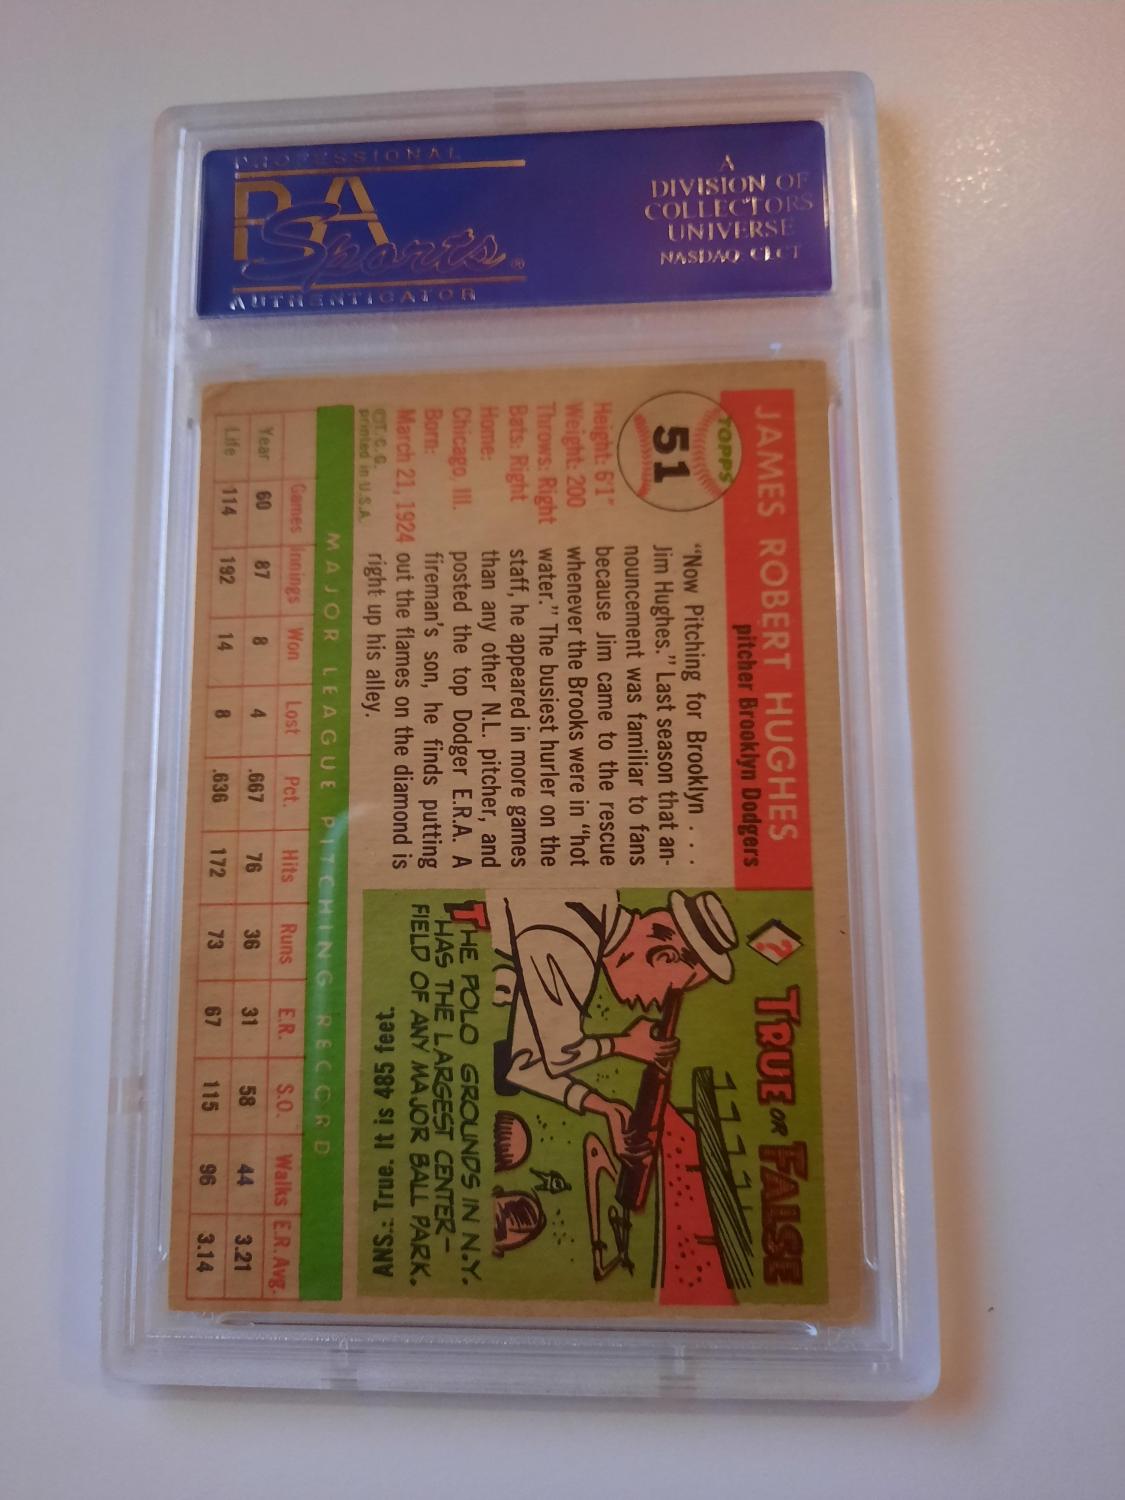 PROFESSIONAL
PSA
Sports®
AUTHENTICATOR
A
DIVISION OF
COLLECTORS
UNIVERSE
NASDAQ: CLCT
TOPPS
51
JAMES ROBERT HUGHES
pitcher Brooklyn Dodgers
Height: 6'1"
Weight: 200
Throws: Right
Bats: Right
Home:
Chicago, Ill.
Born:
March 21, 1924
©T.C.G.
printed in U.S.A.
"Now Pitching for Brooklyn . . .
Jim Hughes." Last season that an-
nouncement was familiar to fans
because Jim came to the rescue
whenever the Brooks were in "hot
water." The busiest hurler on the
staff, he appeared in more games
than any other N.L. pitcher, and
posted the top Dodger E.R.A. A
fireman's son, he finds putting
out the flames on the diamond is
right up his alley.
? TRUE OR FALSE
THE POLO GROUNDS IN N.Y.
HAS THE LARGEST CENTER-
FIELD OF ANY MAJOR BALL PARK.
ANS.: True. It is 485 feet.
MAJOR LEAGUE PITCHING RECORD
Games Innings Won Lost Pct. Hits Runs E.R. S.O. Walks E.R.Avg.
Year 60 87 8 4 .667 76 36 31 58 44 3.21
Life 114 192 14 8 .636 172 73 67 115 96 3.14